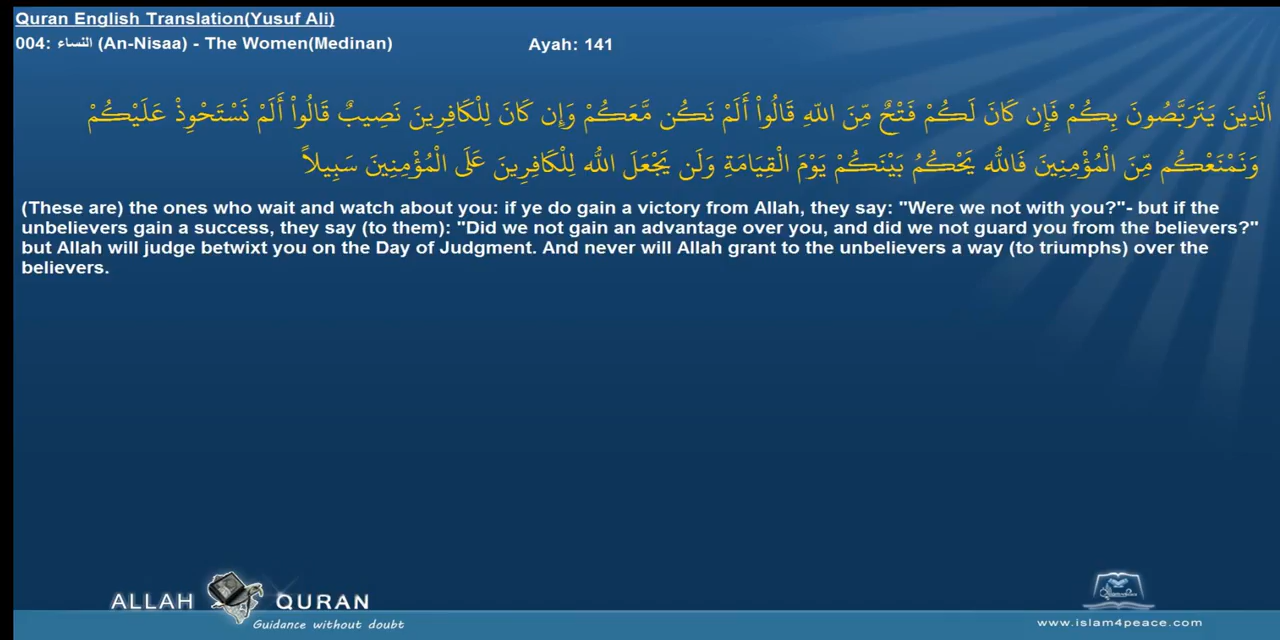 Quran English Translation(Yusuf Ali)
004: النساء (An-Nisaa) - The Women(Medinan)
Ayah: 141
الَّذِينَ يَتَرَبَّصُونَ بِكُمْ فَإِن كَانَ لَكُمْ فَتْحٌ مِّنَ اللّهِ قَالُواْ أَلَمْ نَكُن مَّعَكُمْ وَإِن كَانَ لِلْكَافِرِينَ نَصِيبٌ قَالُواْ أَلَمْ نَسْتَحْوِذْ عَلَيْكُمْ
وَنَمْنَعْكُم مِّنَ الْمُؤْمِنِينَ فَاللّهُ يَحْكُمُ بَيْنَكُمْ يَوْمَ الْقِيَامَةِ وَلَن يَجْعَلَ اللّهُ لِلْكَافِرِينَ عَلَى الْمُؤْمِنِينَ سَبِيلاً
(These are) the ones who wait and watch about you: if ye do gain a victory from Allah, they say: "Were we not with you?"- but if the
unbelievers gain a success, they say (to them): "Did we not gain an advantage over you, and did we not guard you from the believers?"
but Allah will judge betwixt you on the Day of Judgment. And never will Allah grant to the unbelievers a way (to triumphs) over the
believers.
ALLAH QURAN
Guidance without doubt
www.islam4peace.com